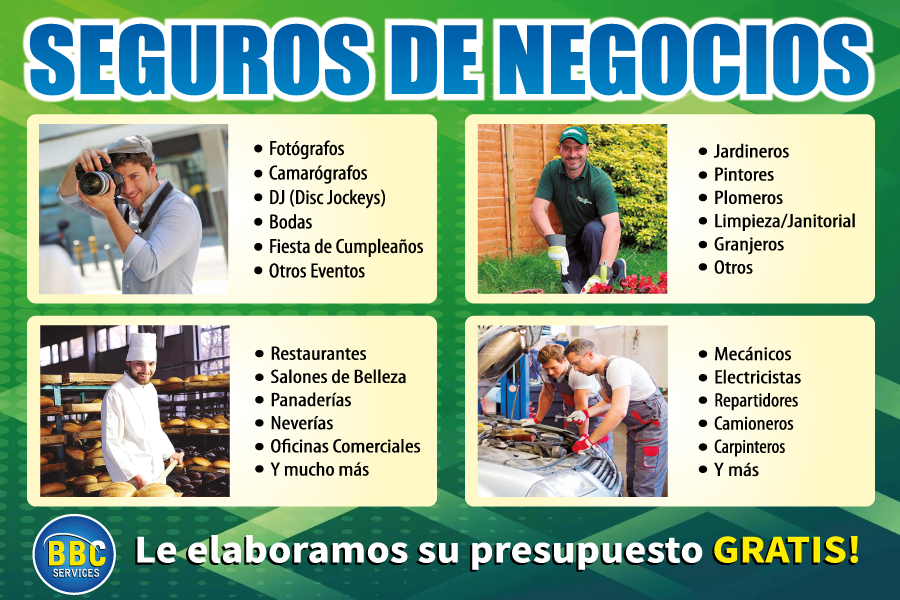 SEGUROS DE NEGOCIOS
• Fotógrafos
• Camarógrafos
• DJ (Disc Jockeys)
• Bodas
• Fiesta de Cumpleaños
• Otros Eventos
• Jardineros
• Pintores
• Plomeros
• Limpieza/Janitorial
• Granjeros
• Otros
• Restaurantes
• Salones de Belleza
• Panaderías
• Neverías
• Oficinas Comerciales
• Y mucho más
• Mecánicos
• Electricistas
• Repartidores
• Camioneros
• Carpinteros
• Y más
BBC
SERVICES
Le elaboramos su presupuesto GRATIS!